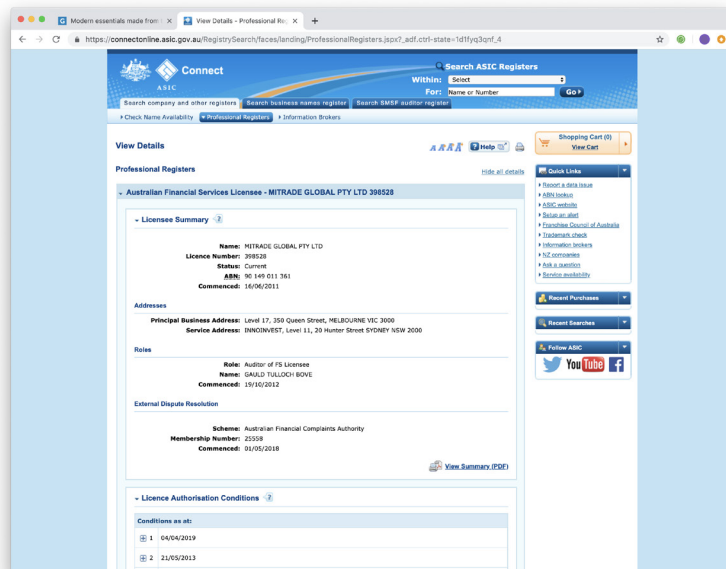 Modern essentials made from
View Details - Professional Re
https://connectonline.asic.gov.au/RegistrySearch/faces/landing/ProfessionalRegisters.jspx?_adf.ctrl-state=1d1fyq3qnf_4
ASIC
Connect
Search ASIC Registers
Within: Select
For: Name or Number Go
Search company and other registers Search business names register Search SMSF auditor register
Check Name Availability Professional Registers Information Brokers
View Details
A A A A Help
Shopping Cart (0)
View Cart
Professional Registers
Hide all details
Australian Financial Services Licensee - MITRADE GLOBAL PTY LTD 398528
Licensee Summary ?
Name: MITRADE GLOBAL PTY LTD
Licence Number: 398528
Status: Current
ABN: 90 149 011 361
Commenced: 16/06/2011
Addresses
Principal Business Address: Level 17, 350 Queen Street, MELBOURNE VIC 3000
Service Address: INNOINVEST, Level 11, 20 Hunter Street SYDNEY NSW 2000
Roles
Role: Auditor of FS Licensee
Name: GAULD TULLOCH BOVE
Commenced: 19/10/2012
External Dispute Resolution
Scheme: Australian Financial Complaints Authority
Membership Number: 25558
Commenced: 01/05/2018
View Summary (PDF)
Licence Authorisation Conditions ?
Conditions as at:
1 04/04/2019
2 21/05/2013
Quick Links
Report a data issue
ABN lookup
ASIC website
Setup an alert
Franchise Council of Australia
Trademark check
Information brokers
NZ companies
Ask a question
Service availability
Recent Purchases
Recent Searches
Follow ASIC
You Tube f